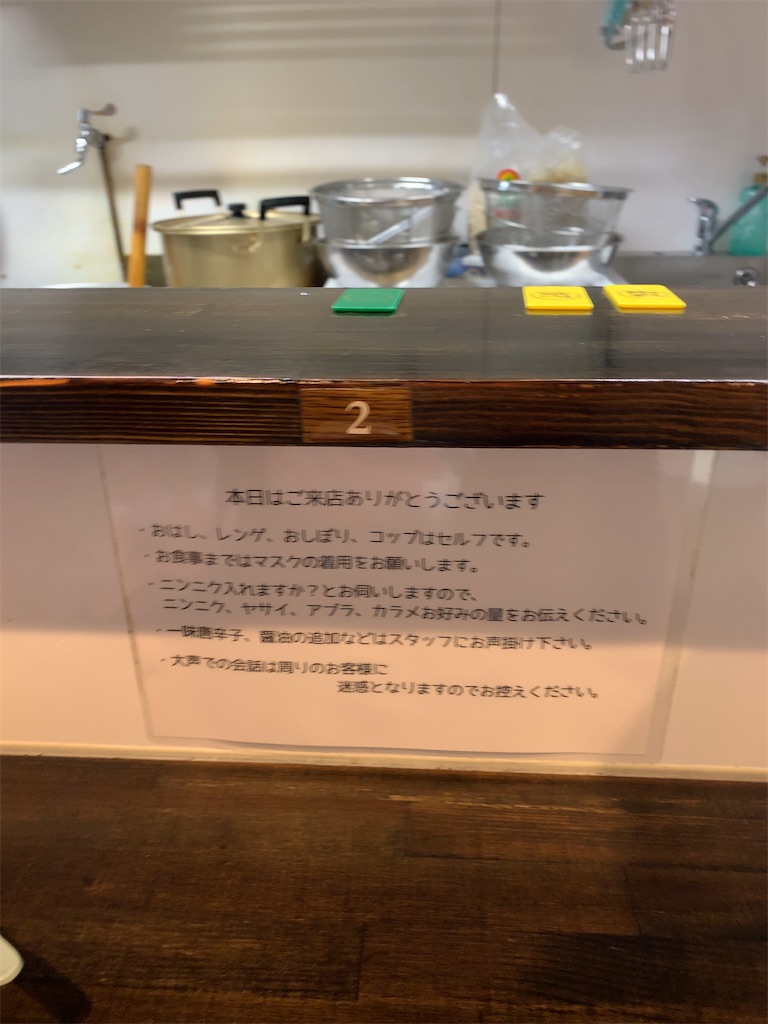 2
本日はご来店ありがとうございます
・おはし、レンゲ、おしぼり、コップはセルフです。
・お食事まではマスクの着用をお願いします。
・ニンニク入れますか？とお伺いしますので、
ニンニク、ヤサイ、アブラ、カラメお好みの量をお伝えください。
・一味唐辛子、醤油の追加などはスタッフにお声掛け下さい。
・大声での会話は周りのお客様に
迷惑となりますのでお控えください。